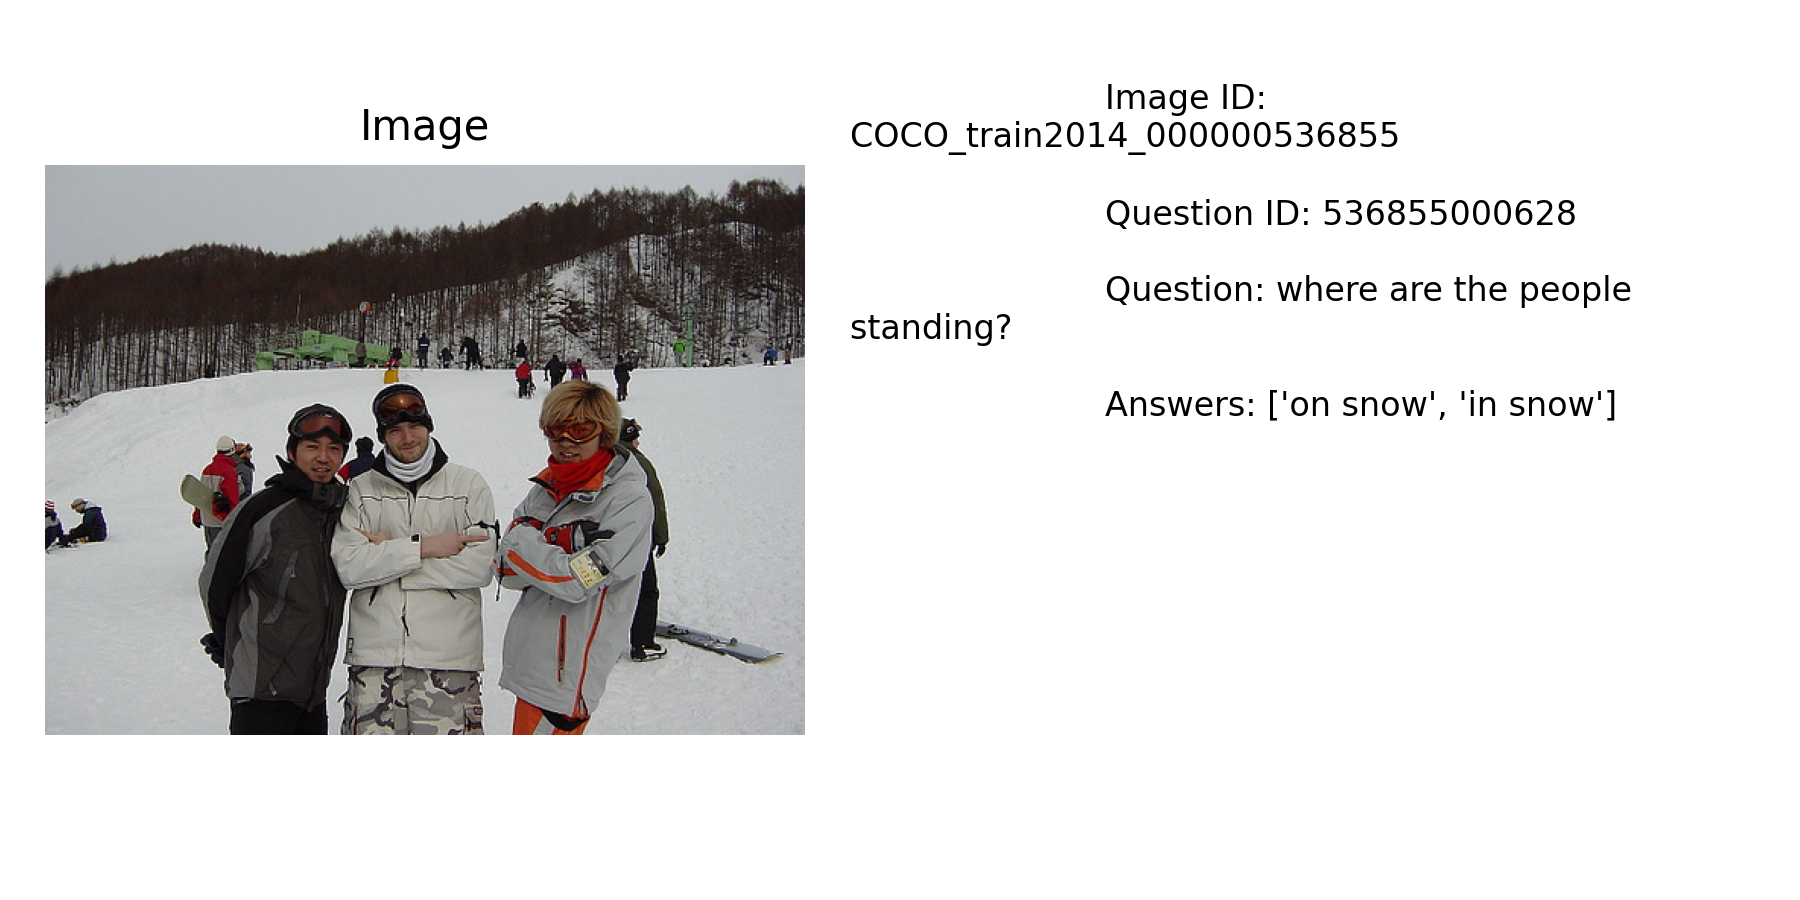 Image
Image ID:
COCO_train2014_000000536855
Question ID: 536855000628
Question: where are the people
standing?
Answers: ['on snow', 'in snow']